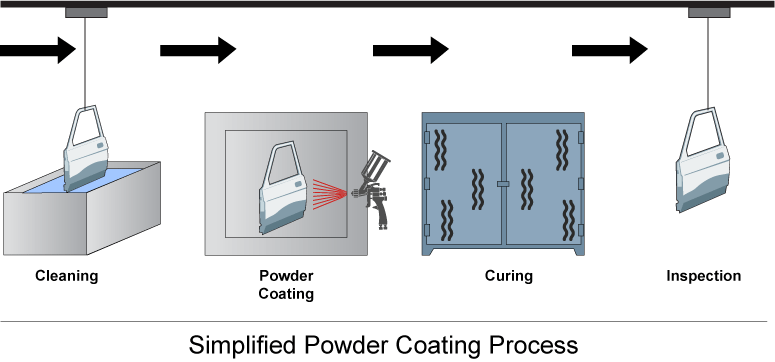 Cleaning
Powder
Coating
Curing
Inspection
Simplified Powder Coating Process